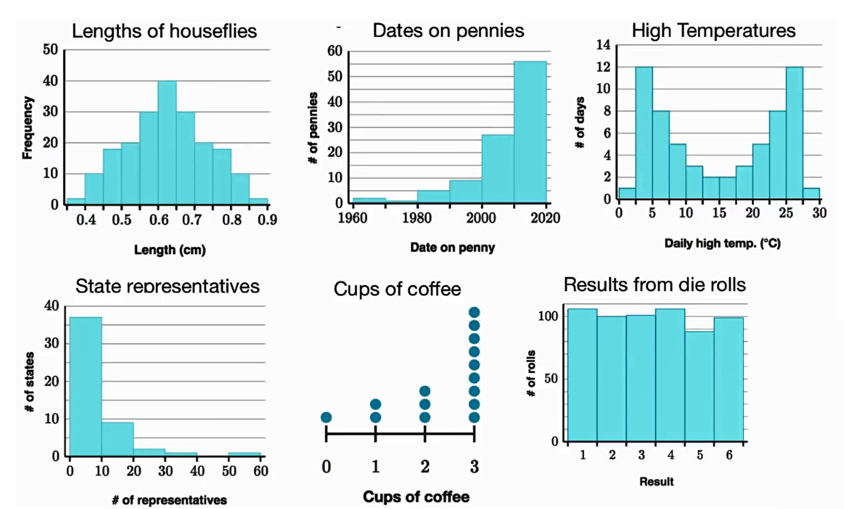 Lengths of houseflies
50
40
30
20
10
0
Frequency
0.4 0.5 0.6 0.7 0.8 0.9
Length (cm)
Dates on pennies
60
50
40
30
20
10
0
# of pennies
1960 1980 2000 2020
Date on penny
High Temperatures
14
12
10
8
6
4
2
0
# of days
0 5 10 15 20 25 30
Daily high temp. (°C)
State representatives
40
30
20
10
0
# of states
0 10 20 30 40 50 60
# of representatives
Cups of coffee
0 1 2 3
Cups of coffee
Results from die rolls
100
50
0
# of rolls
1 2 3 4 5 6
Result